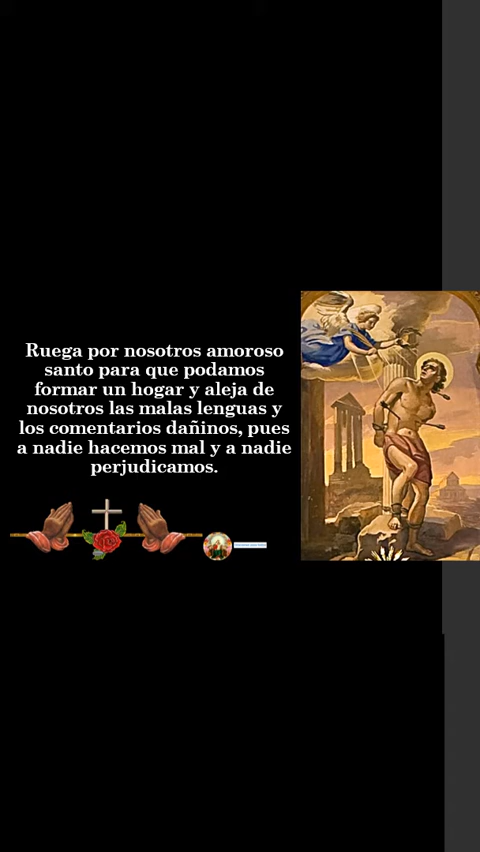 Ruega por nosotros amoroso
santo para que podamos
formar un hogar y aleja de
nosotros las malas lenguas y
los comentarios dañinos, pues
a nadie hacemos mal y a nadie
perjudicamos.